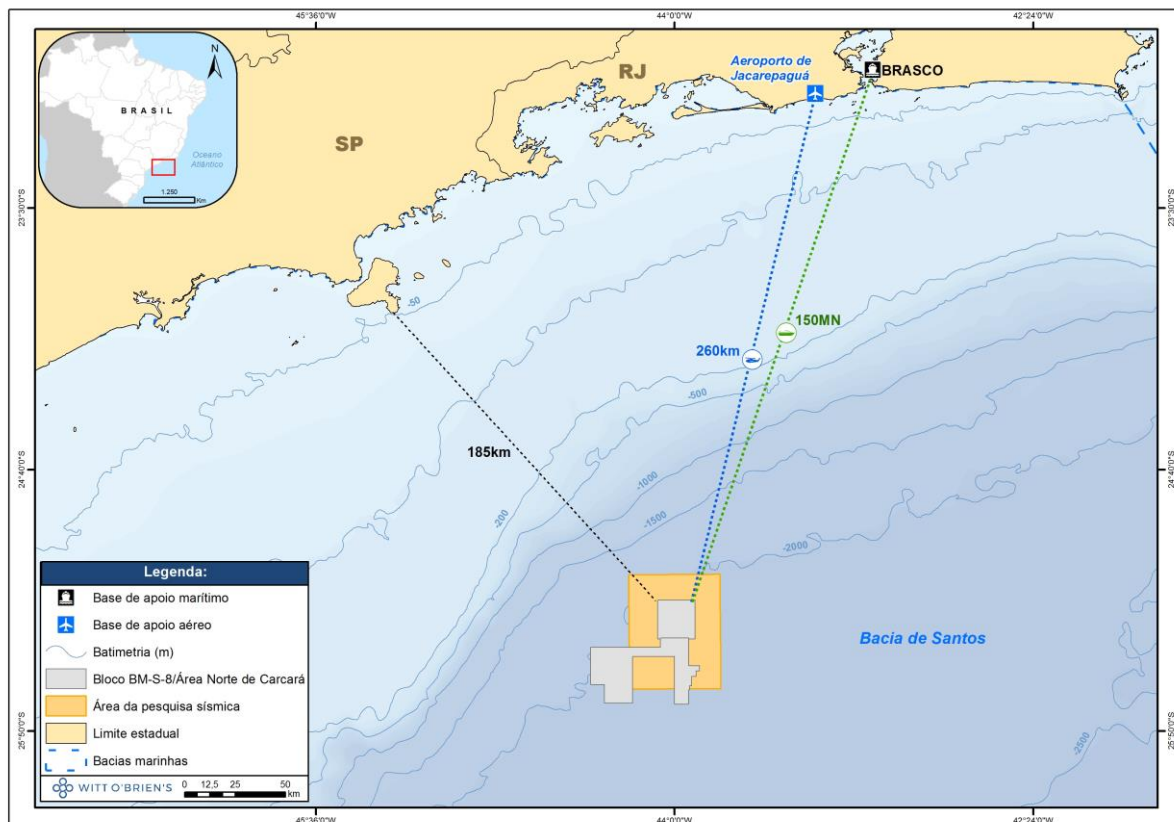 45°36'0"W
44°0'0"W
42°24'0"W
N
BRASIL
Oceano
Atlântico
1.250
Km
SP
RJ
Aeroporto de
Jacarepaguá
BRASCO
23°30'0"S
23°30'0"S
-50
150MN
260km
-500
185km
24°40'0"S
24°40'0"S
-1000
-200
-1500
-2000
Bacia de Santos
25°50'0"S
25°50'0"S
-2500
Legenda:
Base de apoio marítimo
Base de apoio aéreo
Batimetria (m)
Bloco BM-S-8/Área Norte de Carcará
Área da pesquisa sísmica
Limite estadual
Bacias marinhas
WITT O'BRIEN'S
0 12,5 25 50
km
45°36'0"W
44°0'0"W
42°24'0"W